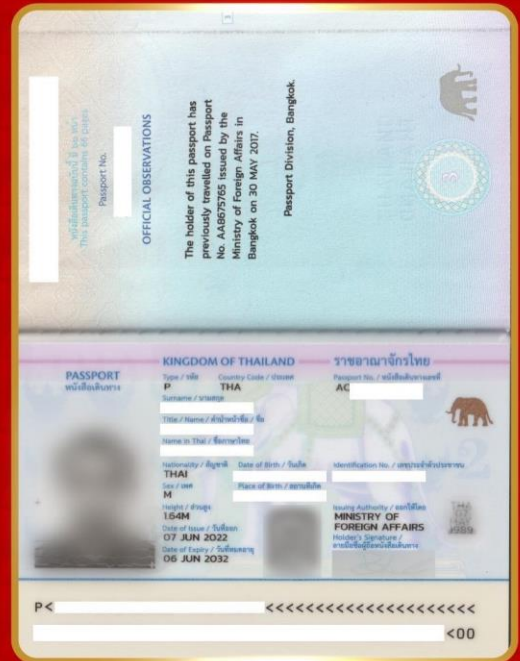 หนังสือเดินทางฉบับนี้ มี ๖๖ หน้า
This passport contains 66 pages
Passport No.
OFFICIAL OBSERVATIONS
The holder of this passport has
previously travelled on Passport
No. AA8675765 issued by the
Ministry of Foreign Affairs in
Bangkok on 30 MAY 2017.
Passport Division, Bangkok.
3
PASSPORT
หนังสือเดินทาง
KINGDOM OF THAILAND
ราชอาณาจักรไทย
Type / รหัส
Country Code / ประเทศ
Passport No. / หนังสือเดินทางเลขที่
P
THA
AC
Surname / นามสกุล
Title / Name / คำนำหน้าชื่อ / ชื่อ
Name in Thai / ชื่อภาษาไทย
Nationality / สัญชาติ
Date of Birth / วันเกิด
Identification No. / เลขประจำตัวประชาชน
THAI
Sex / เพศ
Place of Birth / สถานที่เกิด
M
Height / ส่วนสูง
1.64M
Issuing Authority / ออกให้โดย
MINISTRY OF
FOREIGN AFFAIRS
Date of Issue / วันที่ออก
07 JUN 2022
Holder's Signature /
ลายมือชื่อผู้ถือหนังสือเดินทาง
Date of Expiry / วันที่หมดอายุ
06 JUN 2032
P<
<<<<<<<<<<<<<<<<<<<<<
<00